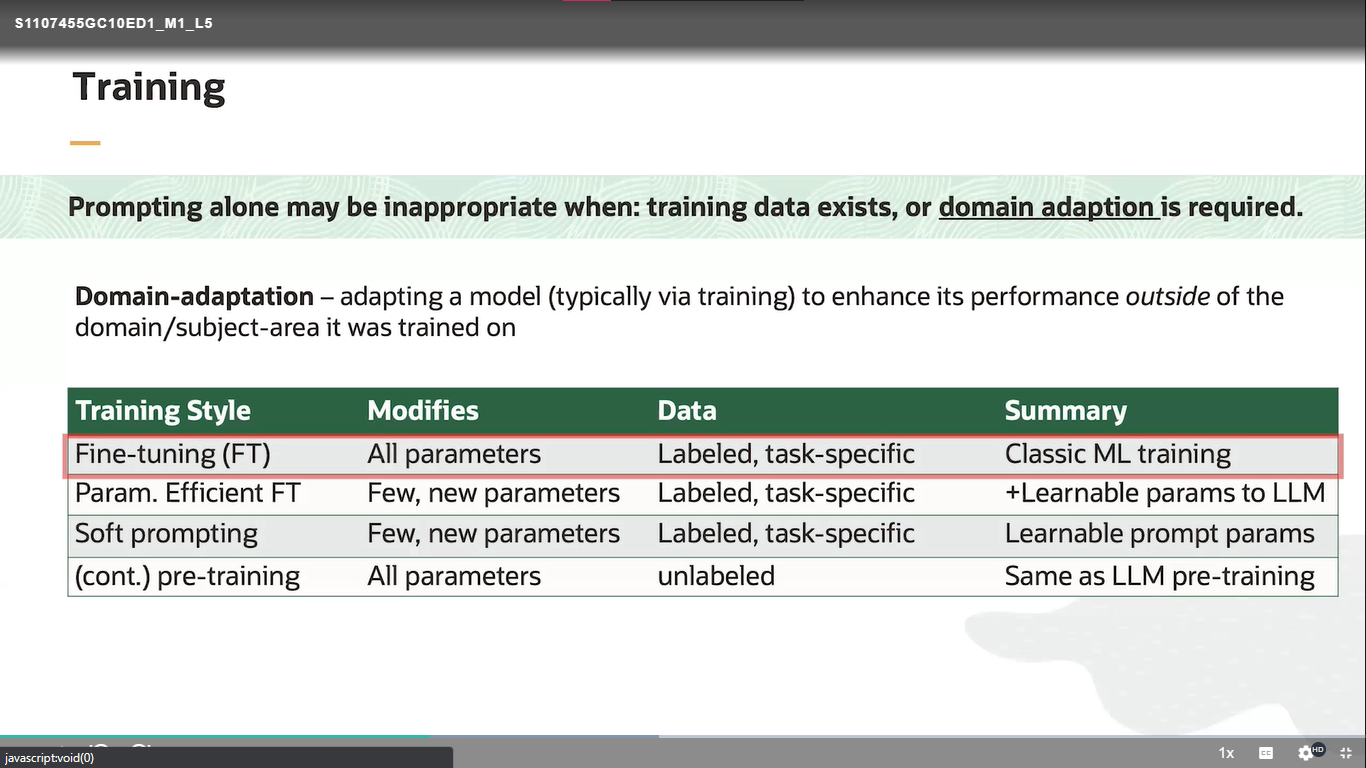 S1107455GC10ED1_M1_L5
Training
Prompting alone may be inappropriate when: training data exists, or domain adaption is required.
Domain-adaptation – adapting a model (typically via training) to enhance its performance outside of the
domain/subject-area it was trained on
Training Style Modifies Data Summary
Fine-tuning (FT) All parameters Labeled, task-specific Classic ML training
Param. Efficient FT Few, new parameters Labeled, task-specific +Learnable params to LLM
Soft prompting Few, new parameters Labeled, task-specific Learnable prompt params
(cont.) pre-training All parameters unlabeled Same as LLM pre-training
javascript:void(0)
1x CC HD